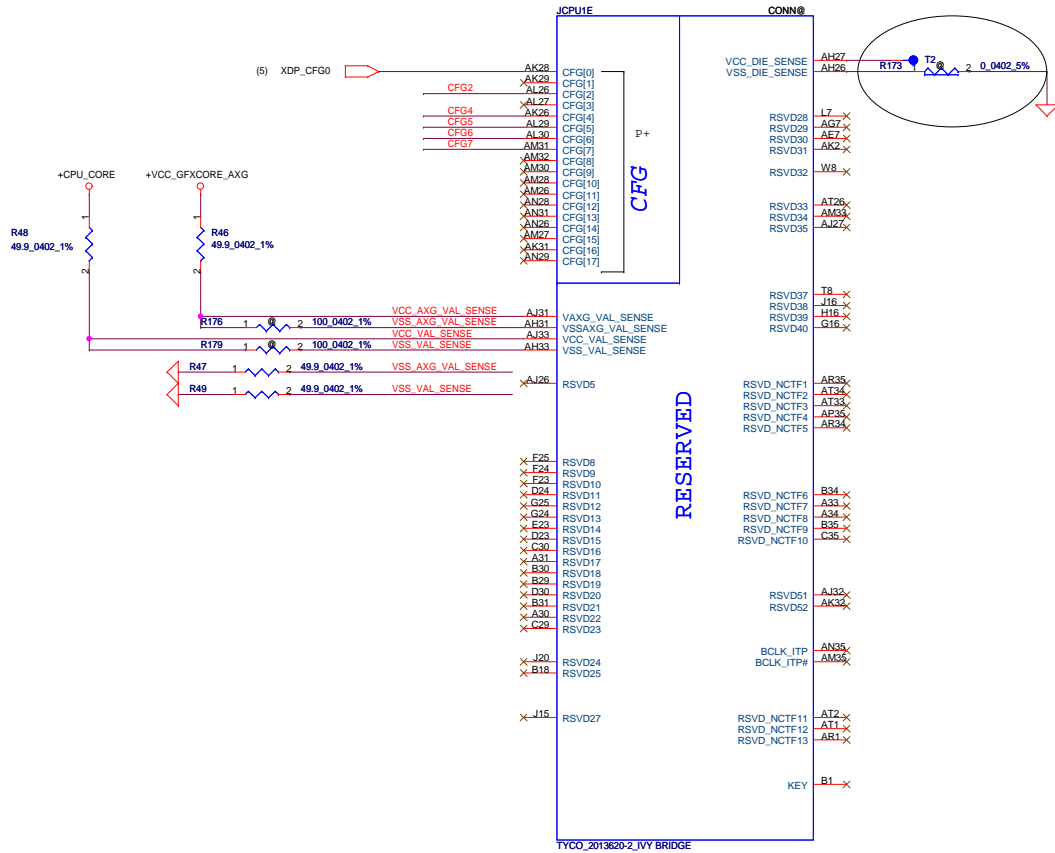 JCPU1E
CONN@
(5) XDP_CFG0
AK28 CFG[0]
AK29 CFG[1]
CFG2 AL26 CFG[2]
AL27 CFG[3]
CFG4 AK26 CFG[4]
CFG5 AL29 CFG[5]
CFG6 AL30 CFG[6]
CFG7 AM31 CFG[7]
AM32 CFG[8]
AM30 CFG[9]
AM28 CFG[10]
AM26 CFG[11]
AN28 CFG[12]
AN31 CFG[13]
AN26 CFG[14]
AM27 CFG[15]
AK31 CFG[16]
AN29 CFG[17]
P+
CFG
+CPU_CORE
+VCC_GFXCORE_AXG
1
2
R48
49.9_0402_1%
1
2
R46
49.9_0402_1%
VCC_AXG_VAL_SENSE AJ31 VAXG_VAL_SENSE
R176 1 @ 2 100_0402_1% VSS_AXG_VAL_SENSE AH31 VSSAXG_VAL_SENSE
VCC_VAL_SENSE AJ33 VCC_VAL_SENSE
R179 1 @ 2 100_0402_1% VSS_VAL_SENSE AH33 VSS_VAL_SENSE
R47 1 2 49.9_0402_1% VSS_AXG_VAL_SENSE
R49 1 2 49.9_0402_1% VSS_VAL_SENSE
AJ26 RSVD5
F25 RSVD8
F24 RSVD9
F23 RSVD10
D24 RSVD11
G25 RSVD12
G24 RSVD13
E23 RSVD14
D23 RSVD15
C30 RSVD16
A31 RSVD17
B30 RSVD18
B29 RSVD19
D30 RSVD20
B31 RSVD21
A30 RSVD22
C29 RSVD23
J20 RSVD24
B18 RSVD25
J15 RSVD27
RESERVED
VCC_DIE_SENSE AH27
VSS_DIE_SENSE AH26
T2
R173 @ 2 0_0402_5%
RSVD28 L7
RSVD29 AG7
RSVD30 AE7
RSVD31 AK2
RSVD32 W8
RSVD33 AT26
RSVD34 AM33
RSVD35 AJ27
RSVD37 T8
RSVD38 J16
RSVD39 H16
RSVD40 G16
RSVD_NCTF1 AR35
RSVD_NCTF2 AT34
RSVD_NCTF3 AT33
RSVD_NCTF4 AP35
RSVD_NCTF5 AR34
RSVD_NCTF6 B34
RSVD_NCTF7 A33
RSVD_NCTF8 A34
RSVD_NCTF9 B35
RSVD_NCTF10 C35
RSVD51 AJ32
RSVD52 AK32
BCLK_ITP AN35
BCLK_ITP# AM35
RSVD_NCTF11 AT2
RSVD_NCTF12 AT1
RSVD_NCTF13 AR1
KEY B1
TYCO_2013620-2_IVY BRIDGE